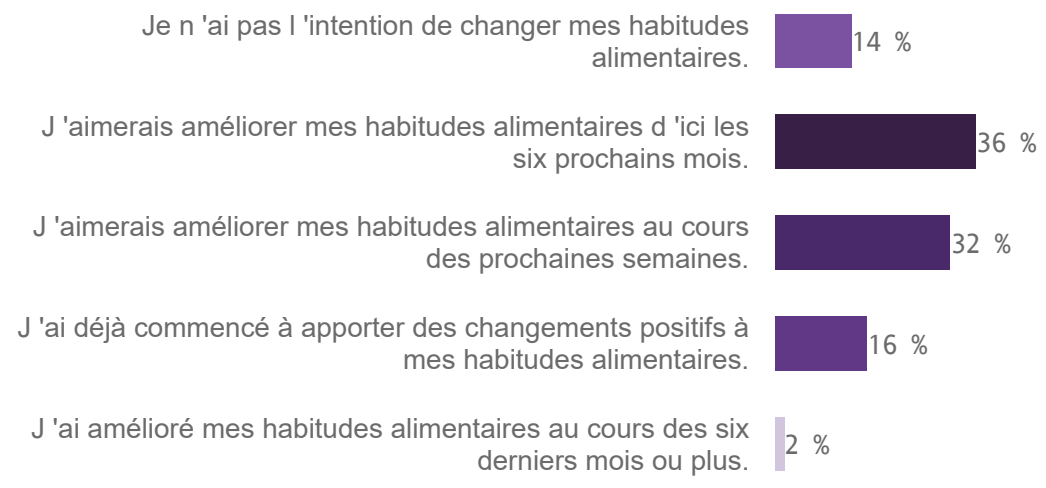 Je n 'ai pas l 'intention de changer mes habitudes
alimentaires.
14 %
J 'aimerais améliorer mes habitudes alimentaires d 'ici les
six prochains mois.
36 %
J 'aimerais améliorer mes habitudes alimentaires au cours
des prochaines semaines.
32 %
J 'ai déjà commencé à apporter des changements positifs à
mes habitudes alimentaires.
16 %
J 'ai amélioré mes habitudes alimentaires au cours des six
derniers mois ou plus.
2 %